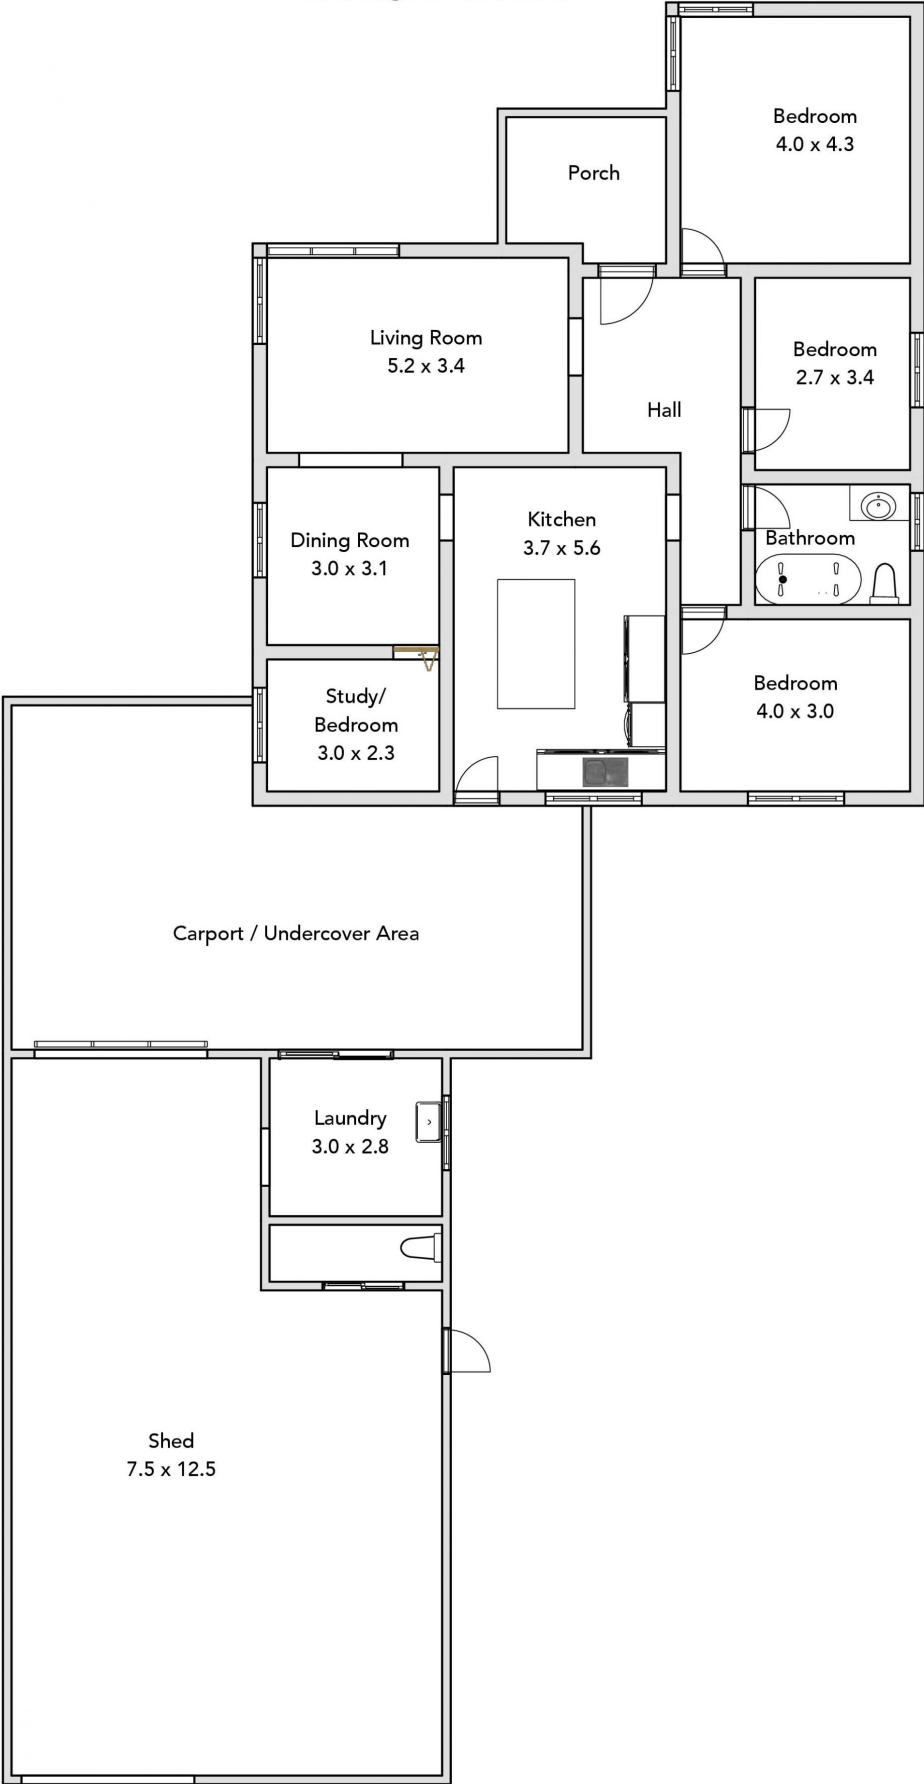 Bedroom
4.0 x 4.3
Porch
Living Room
5.2 x 3.4
Bedroom
2.7 x 3.4
Hall
Kitchen
3.7 x 5.6
Dining Room
3.0 x 3.1
Bathroom
Study/
Bedroom
3.0 x 2.3
Bedroom
4.0 x 3.0
Carport / Undercover Area
Laundry
3.0 x 2.8
Shed
7.5 x 12.5